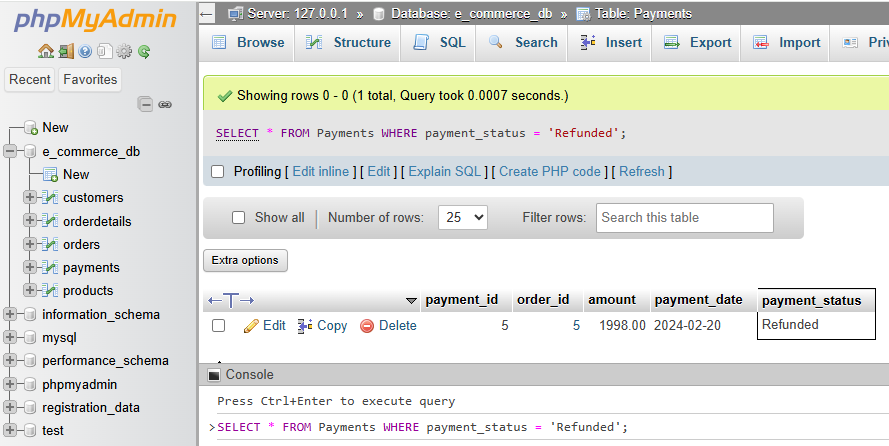 phpMyAdmin
Recent Favorites
New
e_commerce_db
New
customers
orderdetails
orders
payments
products
information_schema
mysql
performance_schema
phpmyadmin
registration_data
test
Server: 127.0.0.1 » Database: e_commerce_db » Table: Payments
Browse Structure SQL Search Insert Export Import Priv
Showing rows 0 - 0 (1 total, Query took 0.0007 seconds.)
SELECT * FROM Payments WHERE payment_status = 'Refunded';
Profiling [ Edit inline ] [ Edit ] [ Explain SQL ] [ Create PHP code ] [ Refresh ]
Show all Number of rows: 25 Filter rows: Search this table
Extra options
←T→ payment_id order_id amount payment_date payment_status
Edit Copy Delete 5 5 1998.00 2024-02-20 Refunded
Console
Press Ctrl+Enter to execute query
>SELECT * FROM Payments WHERE payment_status = 'Refunded';